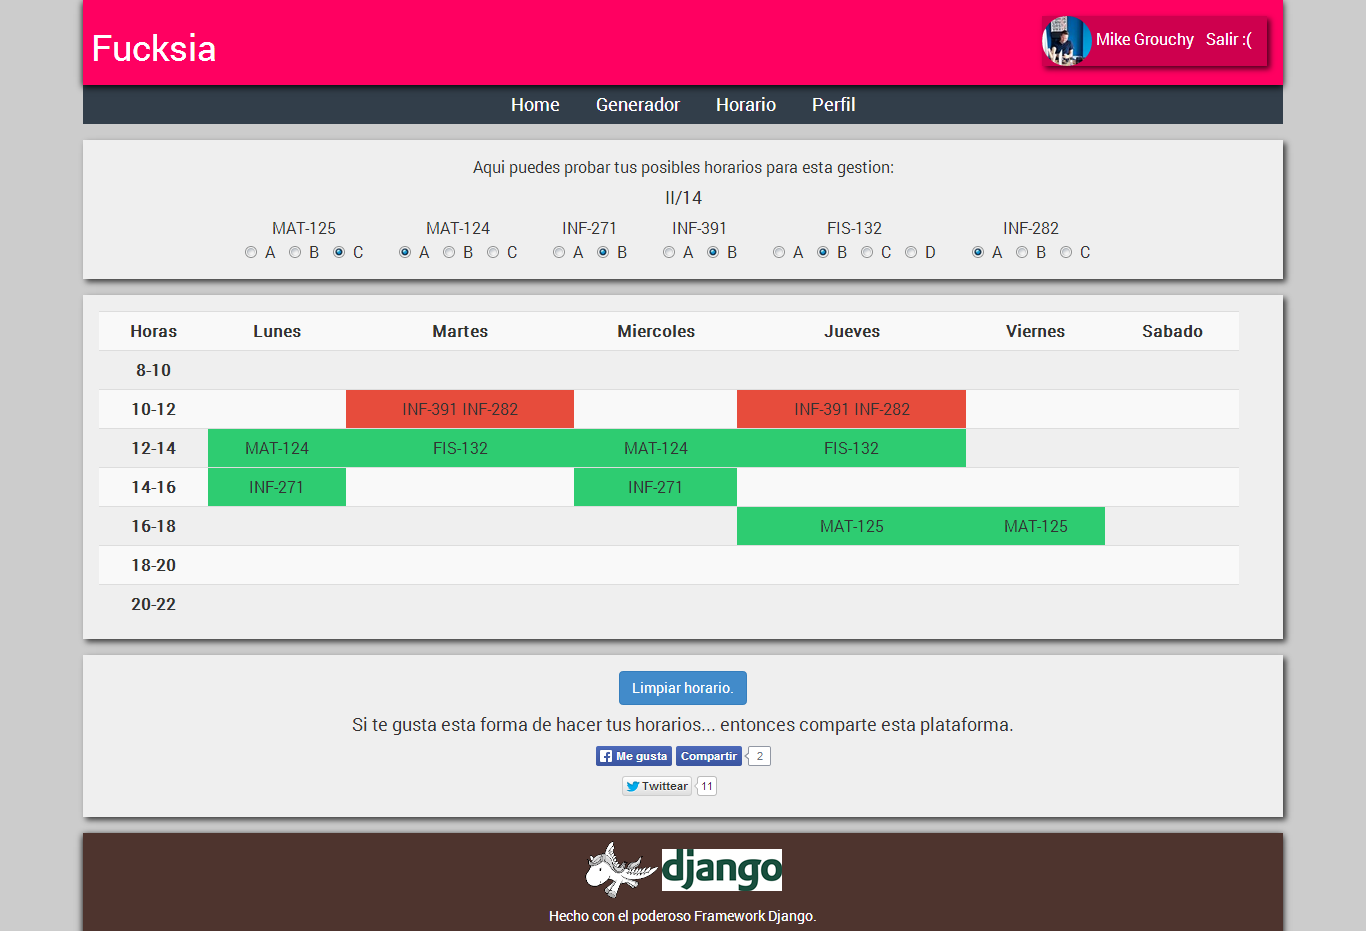 Fucksia
Mike Grouchy Salir :(
Home Generador Horario Perfil
Aqui puedes probar tus posibles horarios para esta gestion:
II/14
MAT-125 MAT-124 INF-271 INF-391 FIS-132 INF-282
A B C A B C A B A B A B C D A B C
Horas Lunes Martes Miercoles Jueves Viernes Sabado
8-10
10-12 INF-391 INF-282 INF-391 INF-282
12-14 MAT-124 FIS-132 MAT-124 FIS-132
14-16 INF-271 INF-271
16-18 MAT-125 MAT-125
18-20
20-22
Limpiar horario.
Si te gusta esta forma de hacer tus horarios... entonces comparte esta plataforma.
Me gusta Compartir 2
Twittear 11
django
Hecho con el poderoso Framework Django.